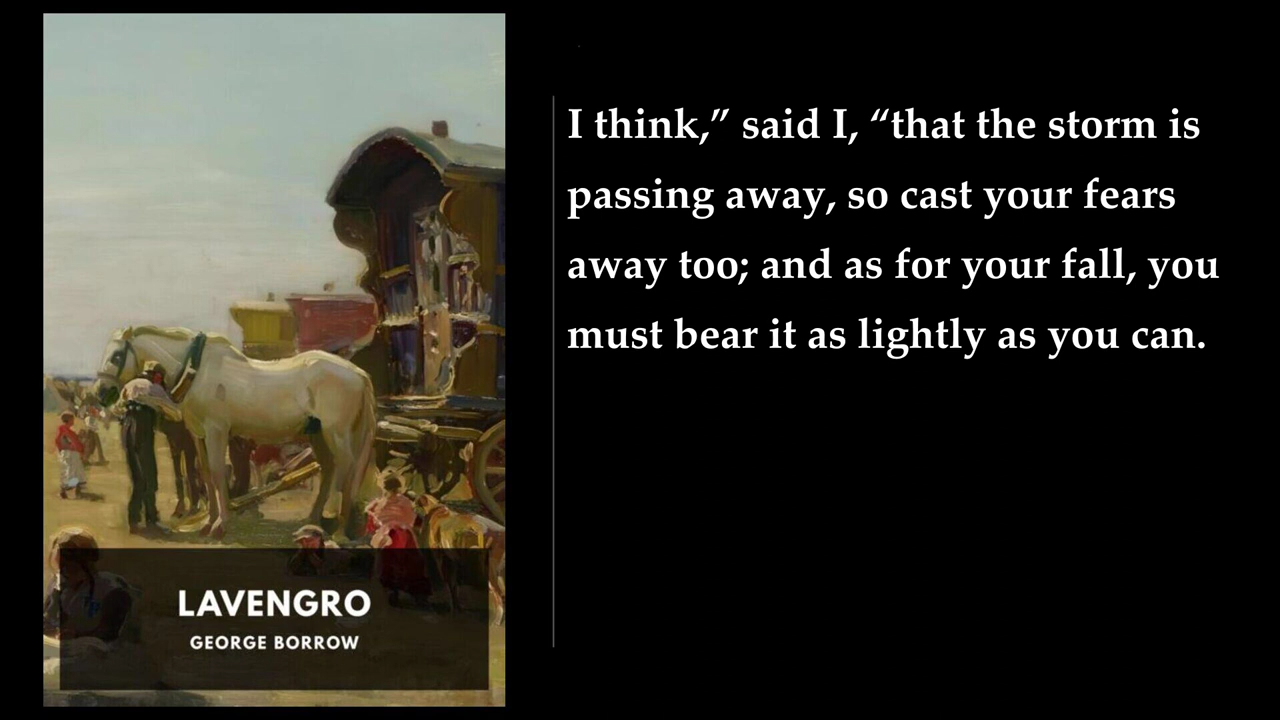 LAVENGRO
GEORGE BORROW
I think,” said I, “that the storm is
passing away, so cast your fears
away too; and as for your fall, you
must bear it as lightly as you can.